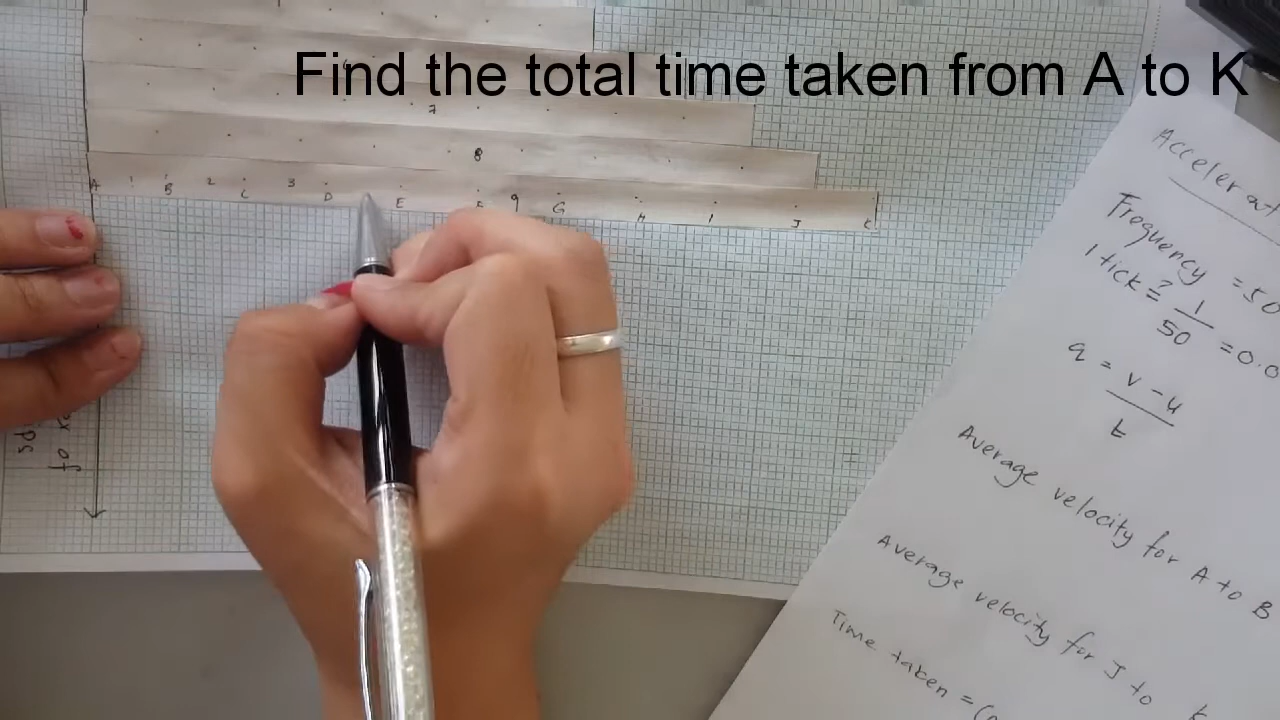 Find the total time taken from A to K
7
8
A 1 B 2 C 3 D E F 9 G H I J K
Accelerat
Frequency = 50
1 tick = 1/50 = 0.0
a = v - u / t
Average velocity for A to B
Average velocity for J to K
Time taken = (